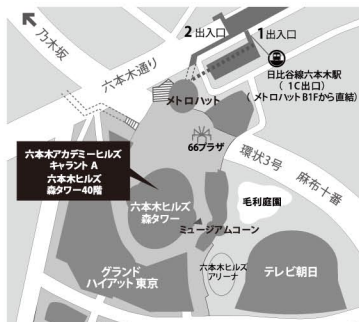 乃木坂
六本木通り
2出入口
1出入口
日比谷線六本木駅
（1C出口）
（メトロハットB1Fから直結）
メトロハット
66プラザ
環状3号
麻布十番
六本木アカデミーヒルズ
キャラントA
六本木ヒルズ
森タワー40階
六本木ヒルズ
森タワー
毛利庭園
ミュージアムコーン
グランド
ハイアット東京
六本木ヒルズ
アリーナ
テレビ朝日